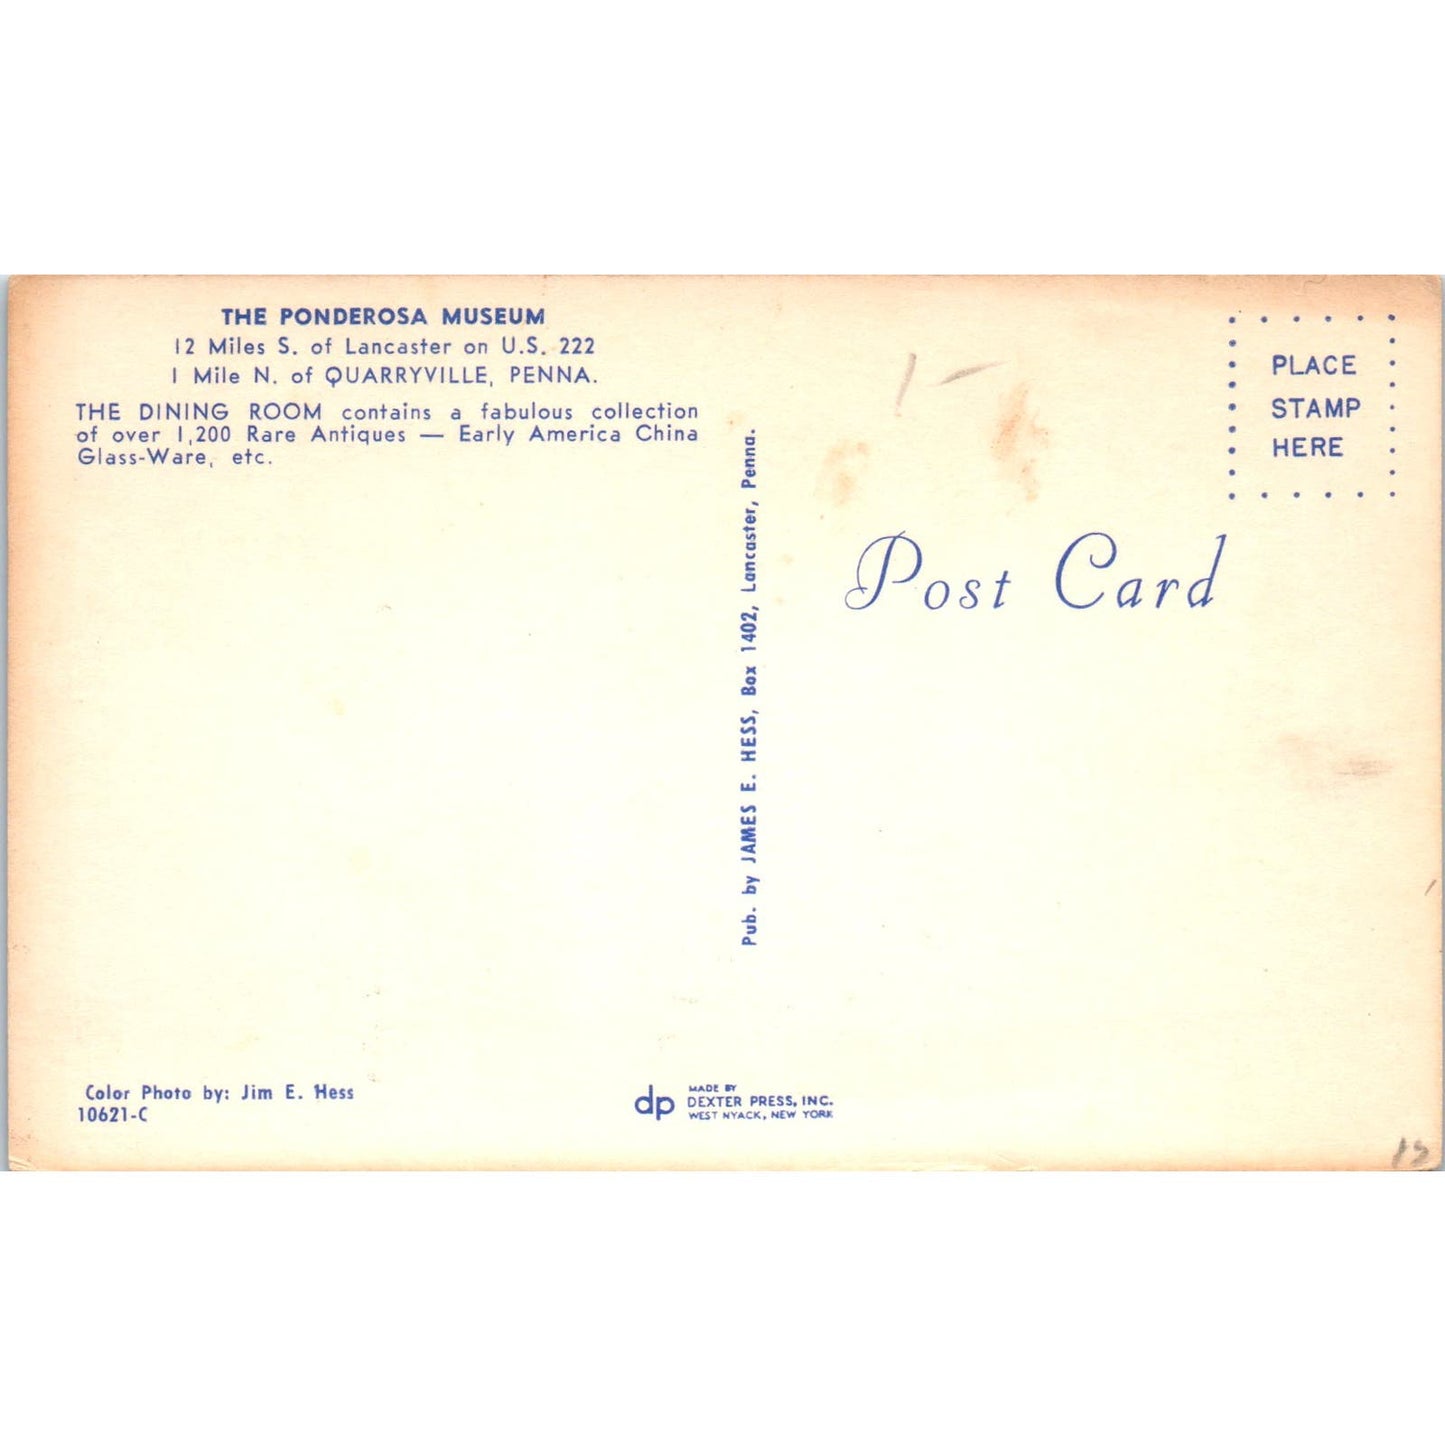 THE PONDEROSA MUSEUM
12 Miles S. of Lancaster on U.S. 222
1 Mile N. of QUARRYVILLE, PENNA.
THE DINING ROOM contains a fabulous collection
of over 1,200 Rare Antiques — Early America China
Glass-Ware, etc.
Color Photo by: Jim E. Hess
10621-C
Pub. by JAMES E. HESS, Box 1402, Lancaster, Penna.
dp
MADE BY
DEXTER PRESS, INC.
WEST NYACK, NEW YORK
1-
PLACE
STAMP
HERE
Post Card